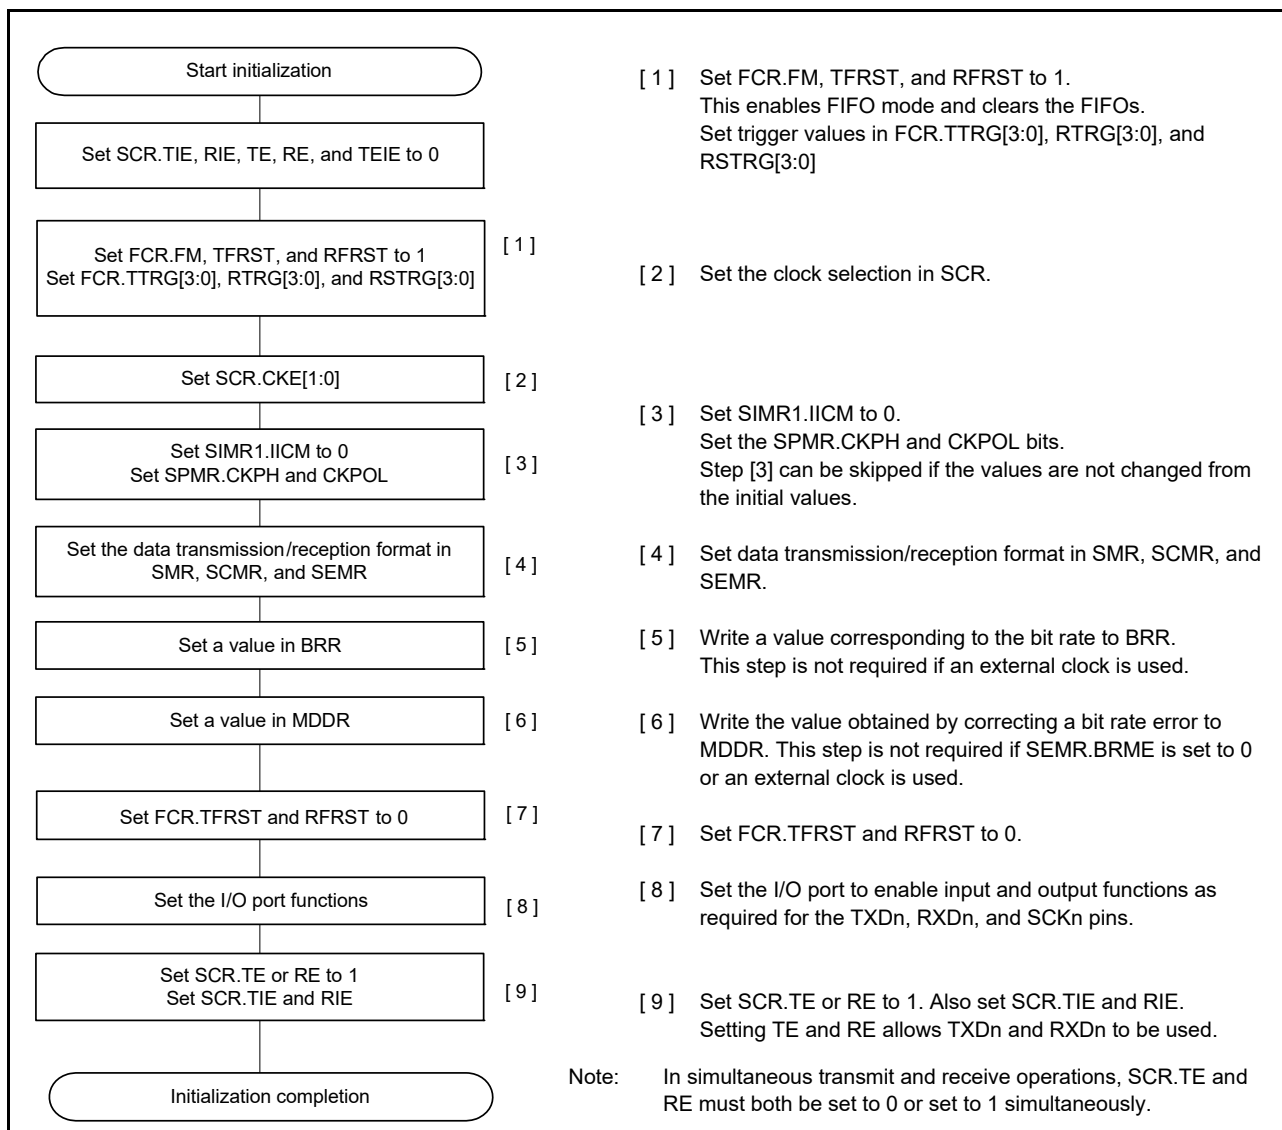 Start initialization
Set SCR.TIE, RIE, TE, RE, and TEIE to 0
Set FCR.FM, TFRST, and RFRST to 1
Set FCR.TTRG[3:0], RTRG[3:0], and RSTRG[3:0]
[ 1 ]
Set SCR.CKE[1:0]
[ 2 ]
Set SIMR1.IICM to 0
Set SPMR.CKPH and CKPOL
[ 3 ]
Set the data transmission/reception format in
SMR, SCMR, and SEMR
[ 4 ]
Set a value in BRR
[ 5 ]
Set a value in MDDR
[ 6 ]
Set FCR.TFRST and RFRST to 0
[ 7 ]
Set the I/O port functions
[ 8 ]
Set SCR.TE or RE to 1
Set SCR.TIE and RIE
[ 9 ]
Initialization completion
[ 1 ] Set FCR.FM, TFRST, and RFRST to 1.
This enables FIFO mode and clears the FIFOs.
Set trigger values in FCR.TTRG[3:0], RTRG[3:0], and
RSTRG[3:0]
[ 2 ] Set the clock selection in SCR.
[ 3 ] Set SIMR1.IICM to 0.
Set the SPMR.CKPH and CKPOL bits.
Step [3] can be skipped if the values are not changed from
the initial values.
[ 4 ] Set data transmission/reception format in SMR, SCMR, and
SEMR.
[ 5 ] Write a value corresponding to the bit rate to BRR.
This step is not required if an external clock is used.
[ 6 ] Write the value obtained by correcting a bit rate error to
MDDR. This step is not required if SEMR.BRME is set to 0
or an external clock is used.
[ 7 ] Set FCR.TFRST and RFRST to 0.
[ 8 ] Set the I/O port to enable input and output functions as
required for the TXDn, RXDn, and SCKn pins.
[ 9 ] Set SCR.TE or RE to 1. Also set SCR.TIE and RIE.
Setting TE and RE allows TXDn and RXDn to be used.
Note: In simultaneous transmit and receive operations, SCR.TE and
RE must both be set to 0 or set to 1 simultaneously.